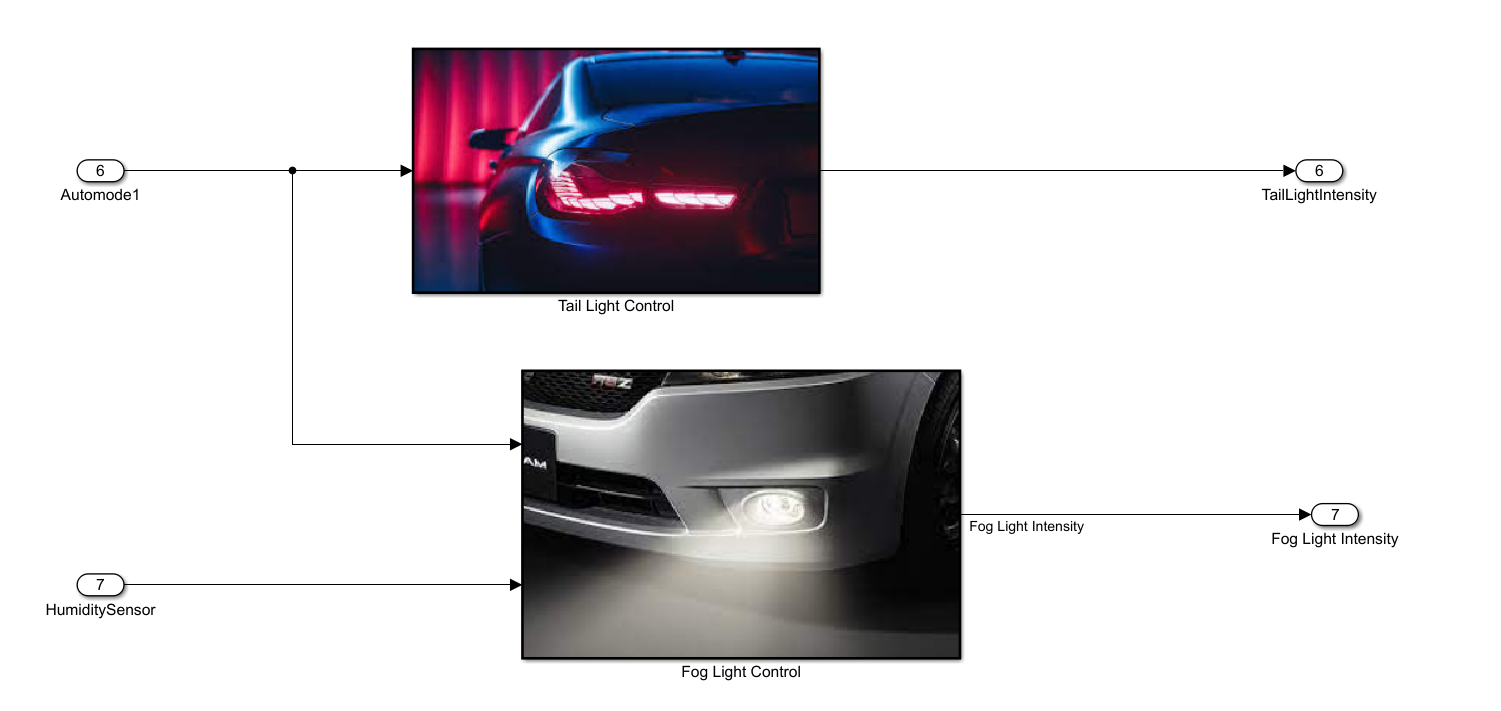 6
Automode1
6
TailLightIntensity
Tail Light Control
AM
Fog Light Intensity
7
Fog Light Intensity
7
HumiditySensor
Fog Light Control